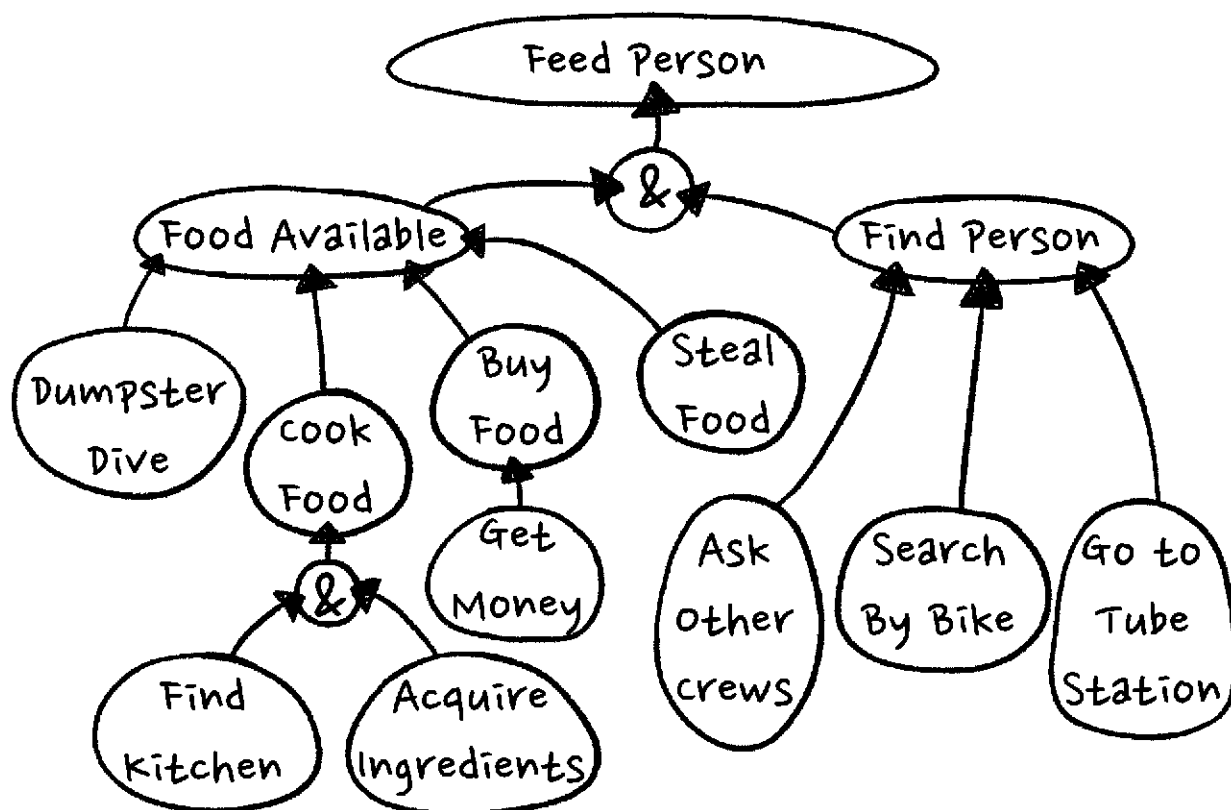 Feed Person
&
Food Available
Find Person
Dumpster
Dive
Cook
Food
Buy
Food
Steal
Food
Get
Money
&
Find
Kitchen
Acquire
Ingredients
Ask
Other
Crews
Search
By Bike
Go to
Tube
Station